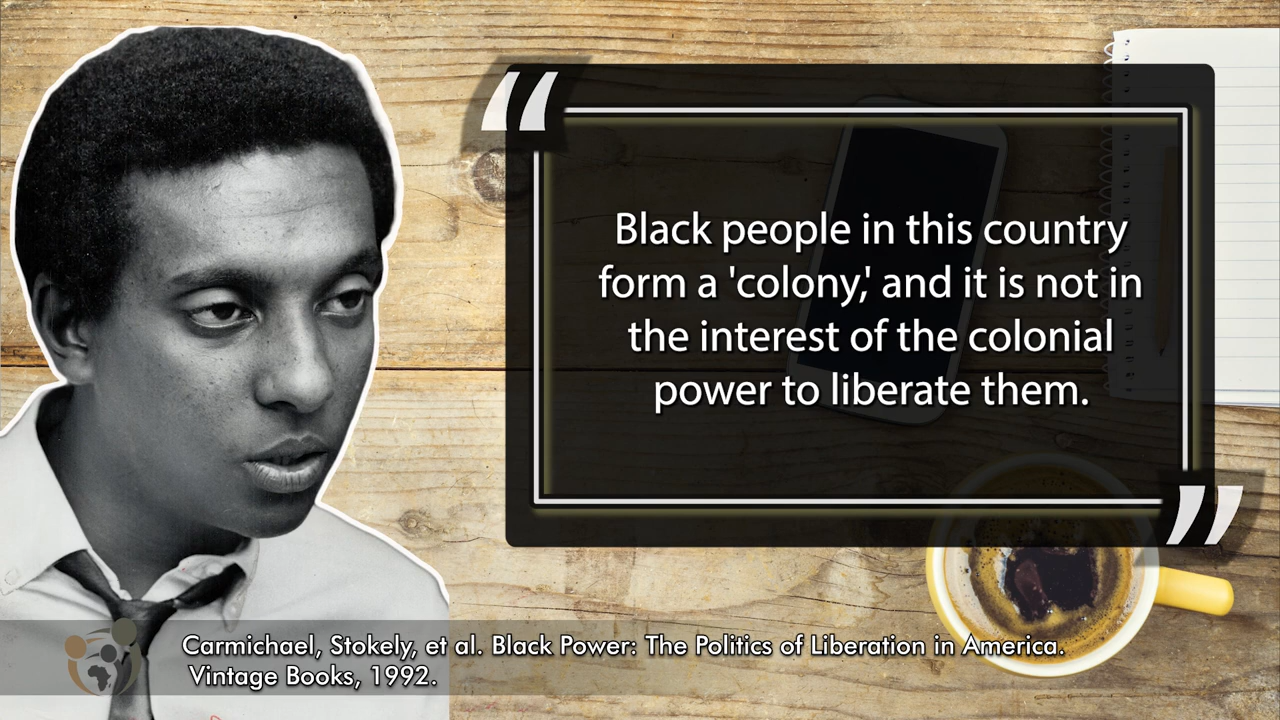 “
Black people in this country
form a 'colony,' and it is not in
the interest of the colonial
power to liberate them.
”
Carmichael, Stokely, et al. Black Power: The Politics of Liberation in America.
Vintage Books, 1992.